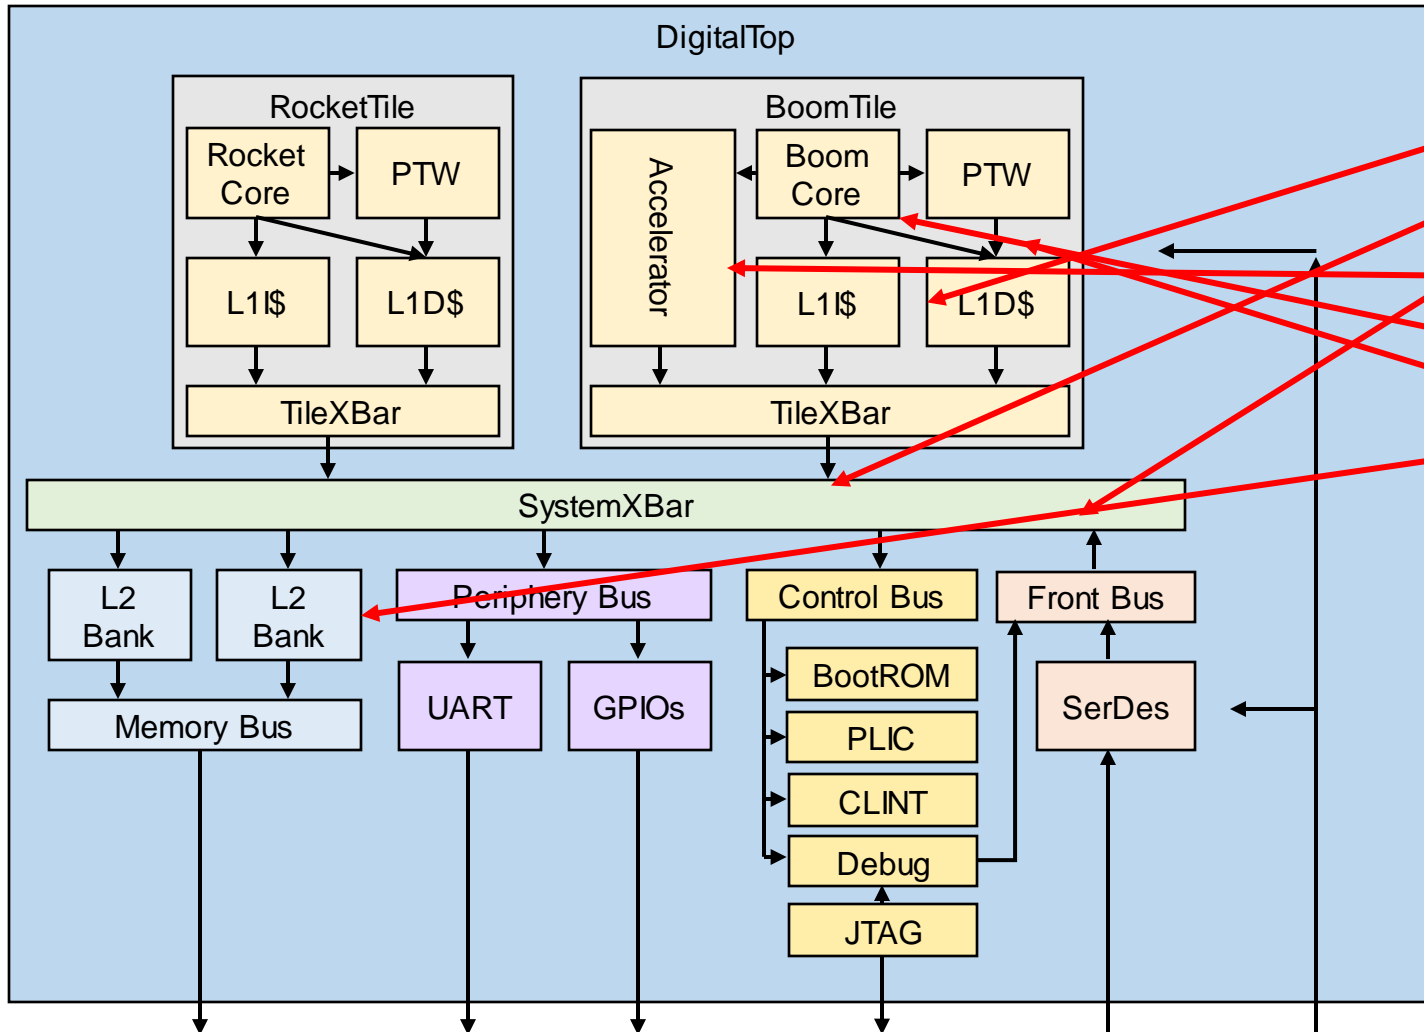 DigitalTop
RocketTile
Rocket
Core
PTW
L1I$
L1D$
TileXBar
BoomTile
Accelerator
Boom
Core
PTW
L1I$
L1D$
TileXBar
SystemXBar
L2
Bank
L2
Bank
Memory Bus
Periphery Bus
UART
GPIOs
Control Bus
BootROM
PLIC
CLINT
Debug
JTAG
Front Bus
SerDes